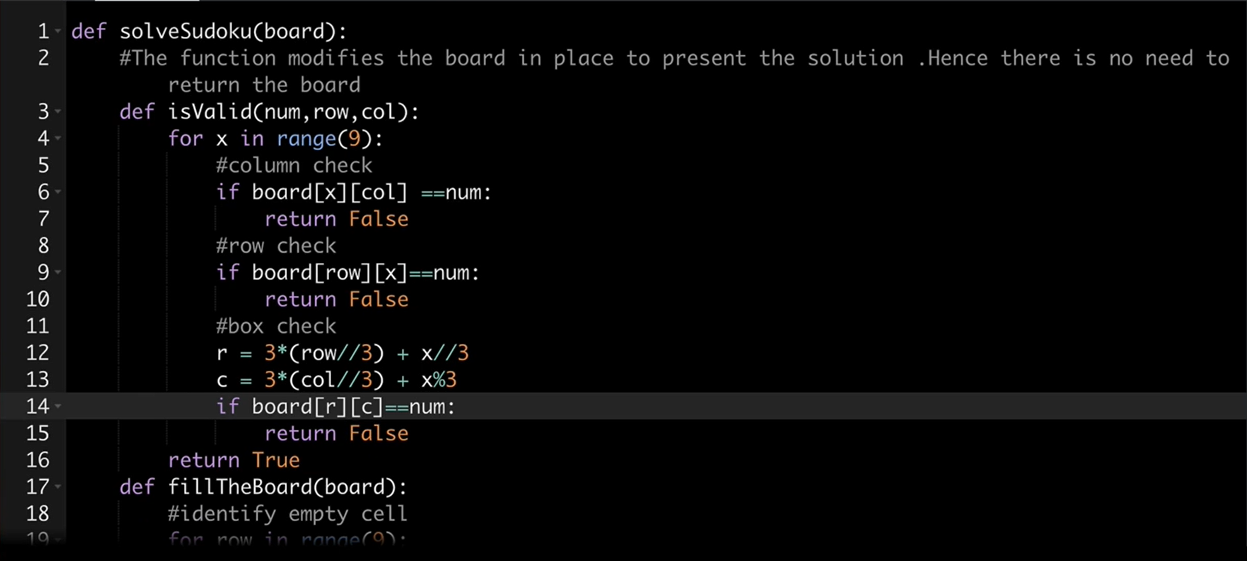 1 def solveSudoku(board):
2 #The function modifies the board in place to present the solution .Hence there is no need to
return the board
3 def isValid(num,row,col):
4 for x in range(9):
5 #column check
6 if board[x][col] ==num:
7 return False
8 #row check
9 if board[row][x]==num:
10 return False
11 #box check
12 r = 3*(row//3) + x//3
13 c = 3*(col//3) + x%3
14 if board[r][c]==num:
15 return False
16 return True
17 def fillTheBoard(board):
18 #identify empty cell
19 for row in range(9):